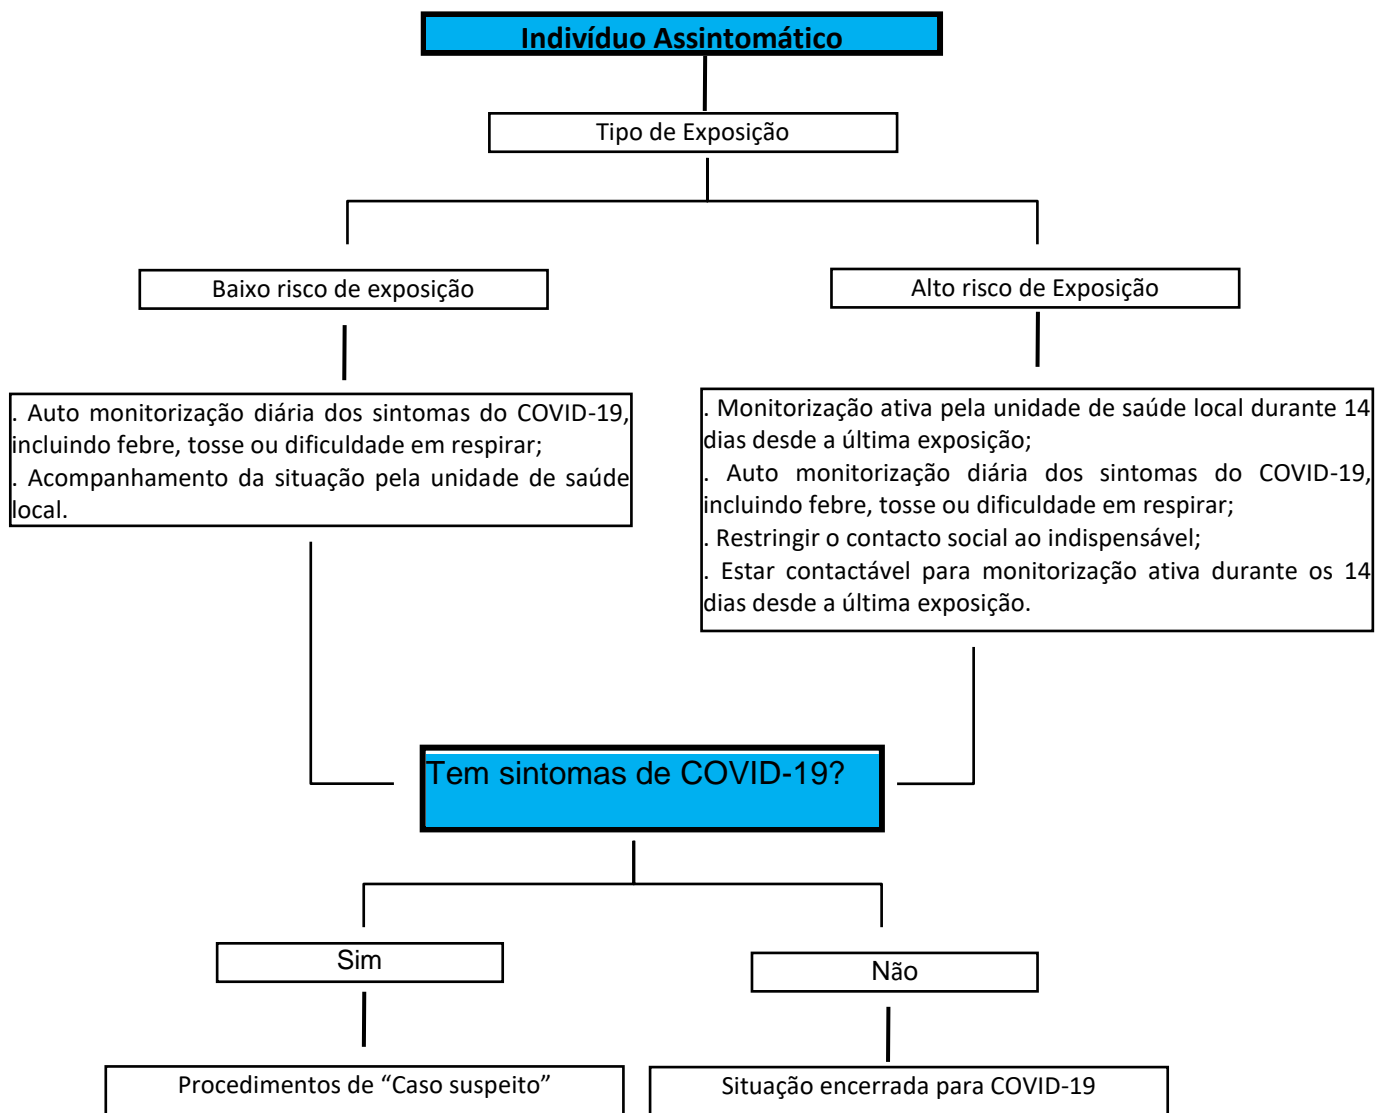 Indivíduo Assintomático
Tipo de Exposição
Baixo risco de exposição
Alto risco de Exposição
. Auto monitorização diária dos sintomas do COVID-19,
incluindo febre, tosse ou dificuldade em respirar;
. Acompanhamento da situação pela unidade de saúde
local.
. Monitorização ativa pela unidade de saúde local durante 14
dias desde a última exposição;
. Auto monitorização diária dos sintomas do COVID-19,
incluindo febre, tosse ou dificuldade em respirar;
. Restringir o contacto social ao indispensável;
. Estar contactável para monitorização ativa durante os 14
dias desde a última exposição.
Tem sintomas de COVID-19?
Sim
Não
Procedimentos de “Caso suspeito”
Situação encerrada para COVID-19